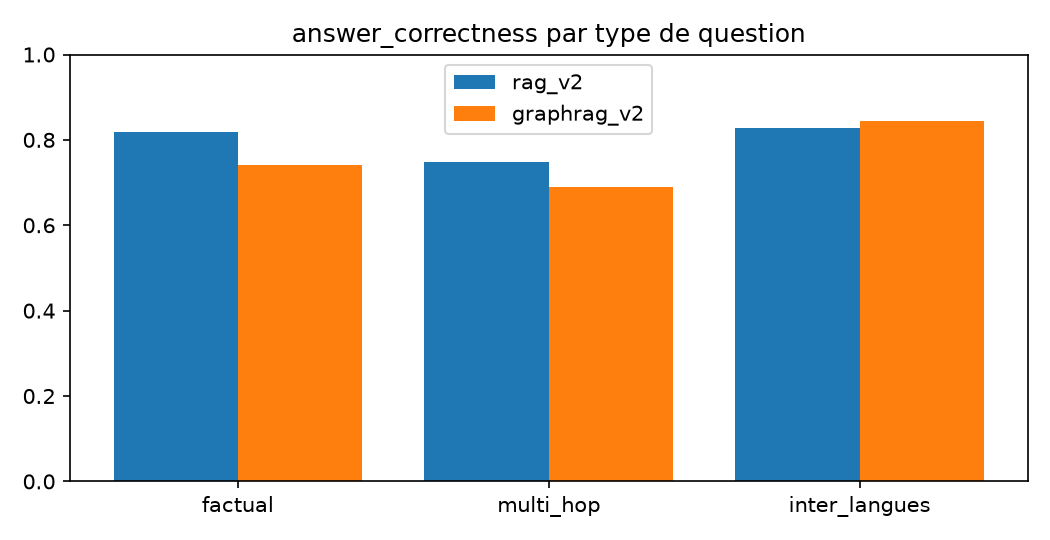 answer_correctness par type de question
rag_v2
graphrag_v2
1.0
0.8
0.6
0.4
0.2
0.0
factual
multi_hop
inter_langues